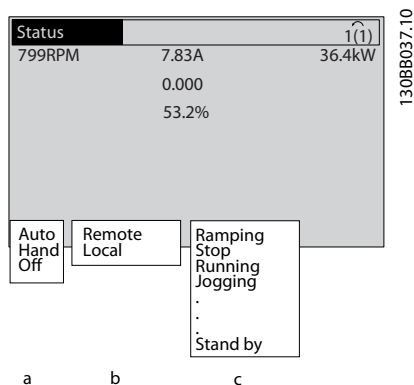 Status
1(1)
799RPM 7.83A 36.4kW
0.000
53.2%
Auto
Hand
Off
Remote
Local
Ramping
Stop
Running
Jogging
.
.
.
Stand by
a b c
130BB037.10